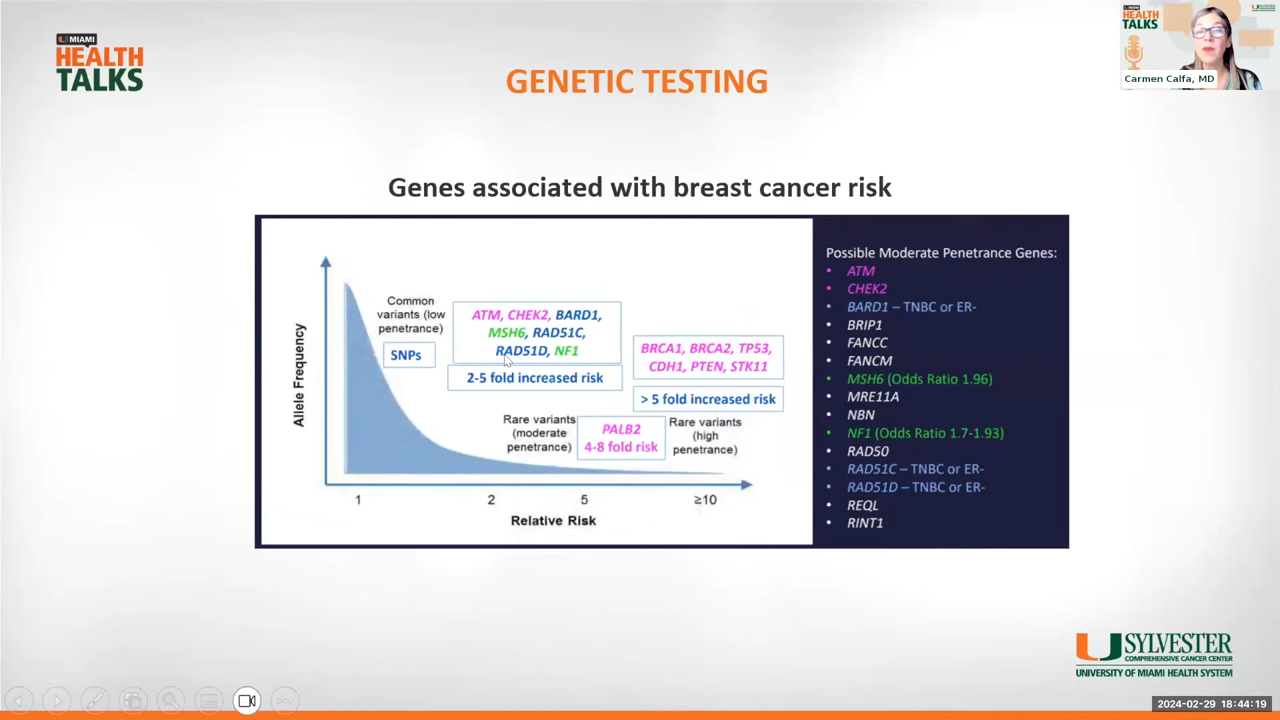 MIAMI
HEALTH
TALKS
GENETIC TESTING
HEALTH
TALKS
SYLVESTER
Carmen Calfa, MD
Genes associated with breast cancer risk
Allele Frequency
Common
variants (low
penetrance)
SNPs
ATM, CHEK2, BARD1,
MSH6, RAD51C,
RAD51D, NF1
2-5 fold increased risk
BRCA1, BRCA2, TP53,
CDH1, PTEN, STK11
> 5 fold increased risk
Rare variants
(moderate
penetrance)
PALB2
4-8 fold risk
Rare variants
(high
penetrance)
1
2
5
≥10
Relative Risk
Possible Moderate Penetrance Genes:
• ATM
• CHEK2
• BARD1 – TNBC or ER-
• BRIP1
• FANCC
• FANCM
• MSH6 (Odds Ratio 1.96)
• MRE11A
• NBN
• NF1 (Odds Ratio 1.7-1.93)
• RAD50
• RAD51C – TNBC or ER-
• RAD51D – TNBC or ER-
• REQL
• RINT1
SYLVESTER
COMPREHENSIVE CANCER CENTER
UNIVERSITY OF MIAMI HEALTH SYSTEM
2024-02-29 18:44:19